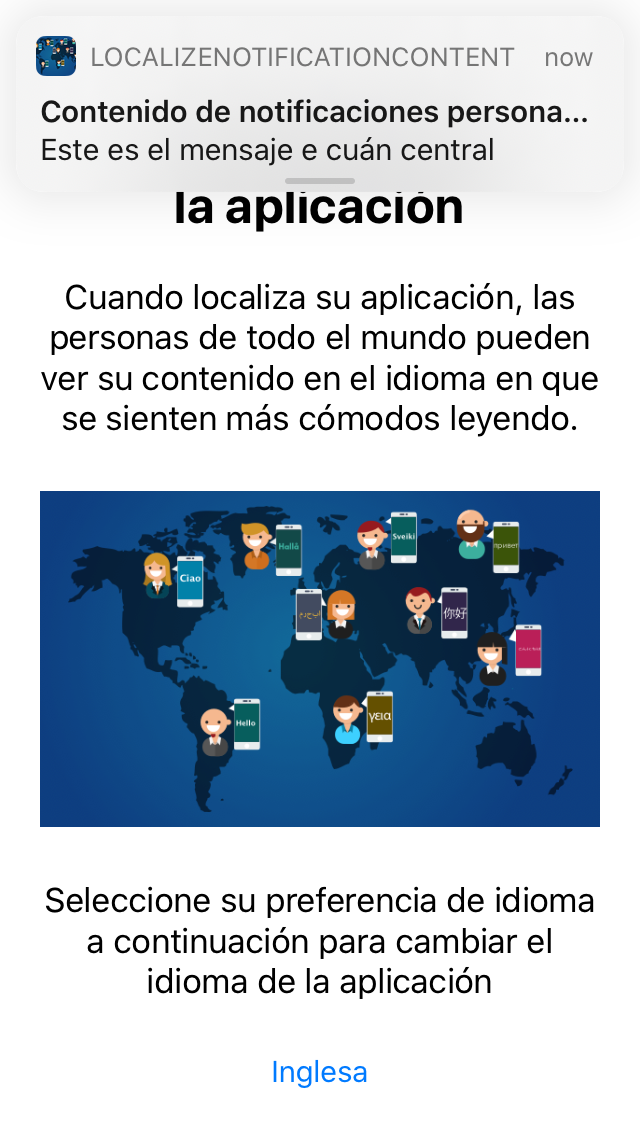 LOCALIZENOTIFICATIONCONTENT now
Contenido de notificaciones persona...
Este es el mensaje e cuán central
la aplicación
Cuando localiza su aplicación, las
personas de todo el mundo pueden
ver su contenido en el idioma en que
se sienten más cómodos leyendo.
Hallå
Sveiki
привет
Ciao
你好
Hello
γεια
Seleccione su preferencia de idioma
a continuación para cambiar el
idioma de la aplicación
Inglesa